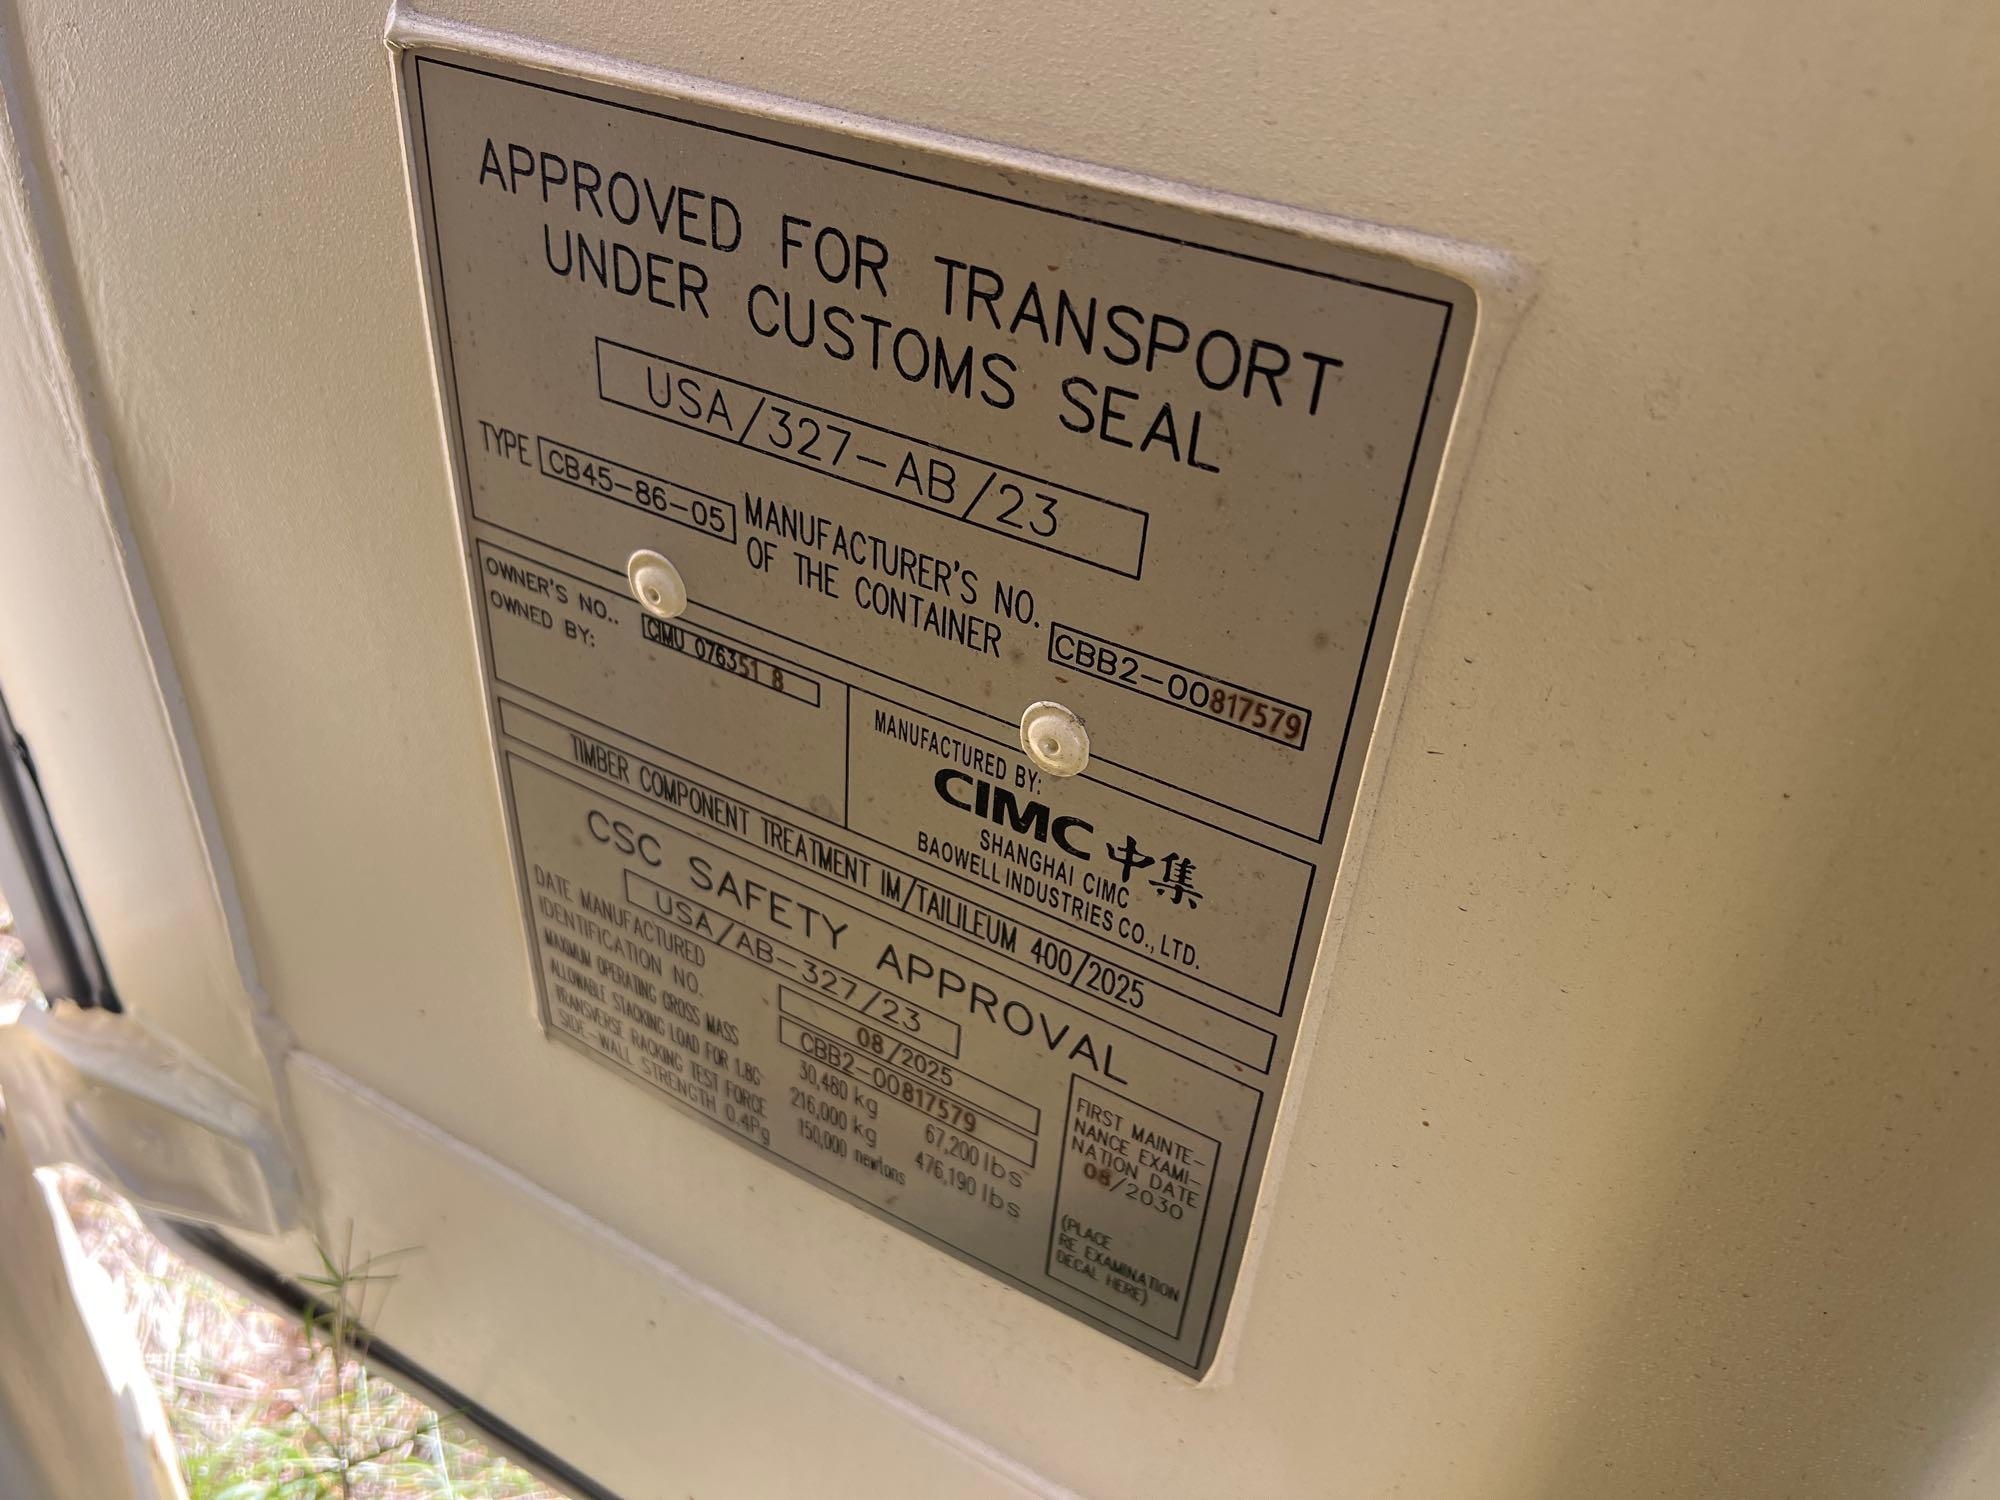 APPROVED FOR TRANSPORT
UNDER CUSTOMS SEAL
USA/327-AB/23
TYPE CB45-86-05 MANUFACTURER'S NO.
OF THE CONTAINER CBB2-00817579
OWNER'S NO.. CIMU 076351 8
OWNED BY:
MANUFACTURED BY:
CIMC 中集
SHANGHAI CIMC
BAOWELL INDUSTRIES CO., LTD.
TIMBER COMPONENT TREATMENT IM/TAILILEUM 400/2025
CSC SAFETY APPROVAL
USA/AB-327/23
DATE MANUFACTURED 08/2025
IDENTIFICATION NO. CBB2-00817579
MAXIMUM OPERATING GROSS MASS 30,480 kg 67,200 lbs
ALLOWABLE STACKING LOAD FOR 1.8G 216,000 kg 476,190 lbs
TRANSVERSE RACKING TEST FORCE 150,000 newtons
SIDE-WALL STRENGTH 0.4Pg
FIRST MAINTE-
NANCE EXAMI-
NATION DATE
08/2030
(PLACE
RE EXAMINATION
DECAL HERE)